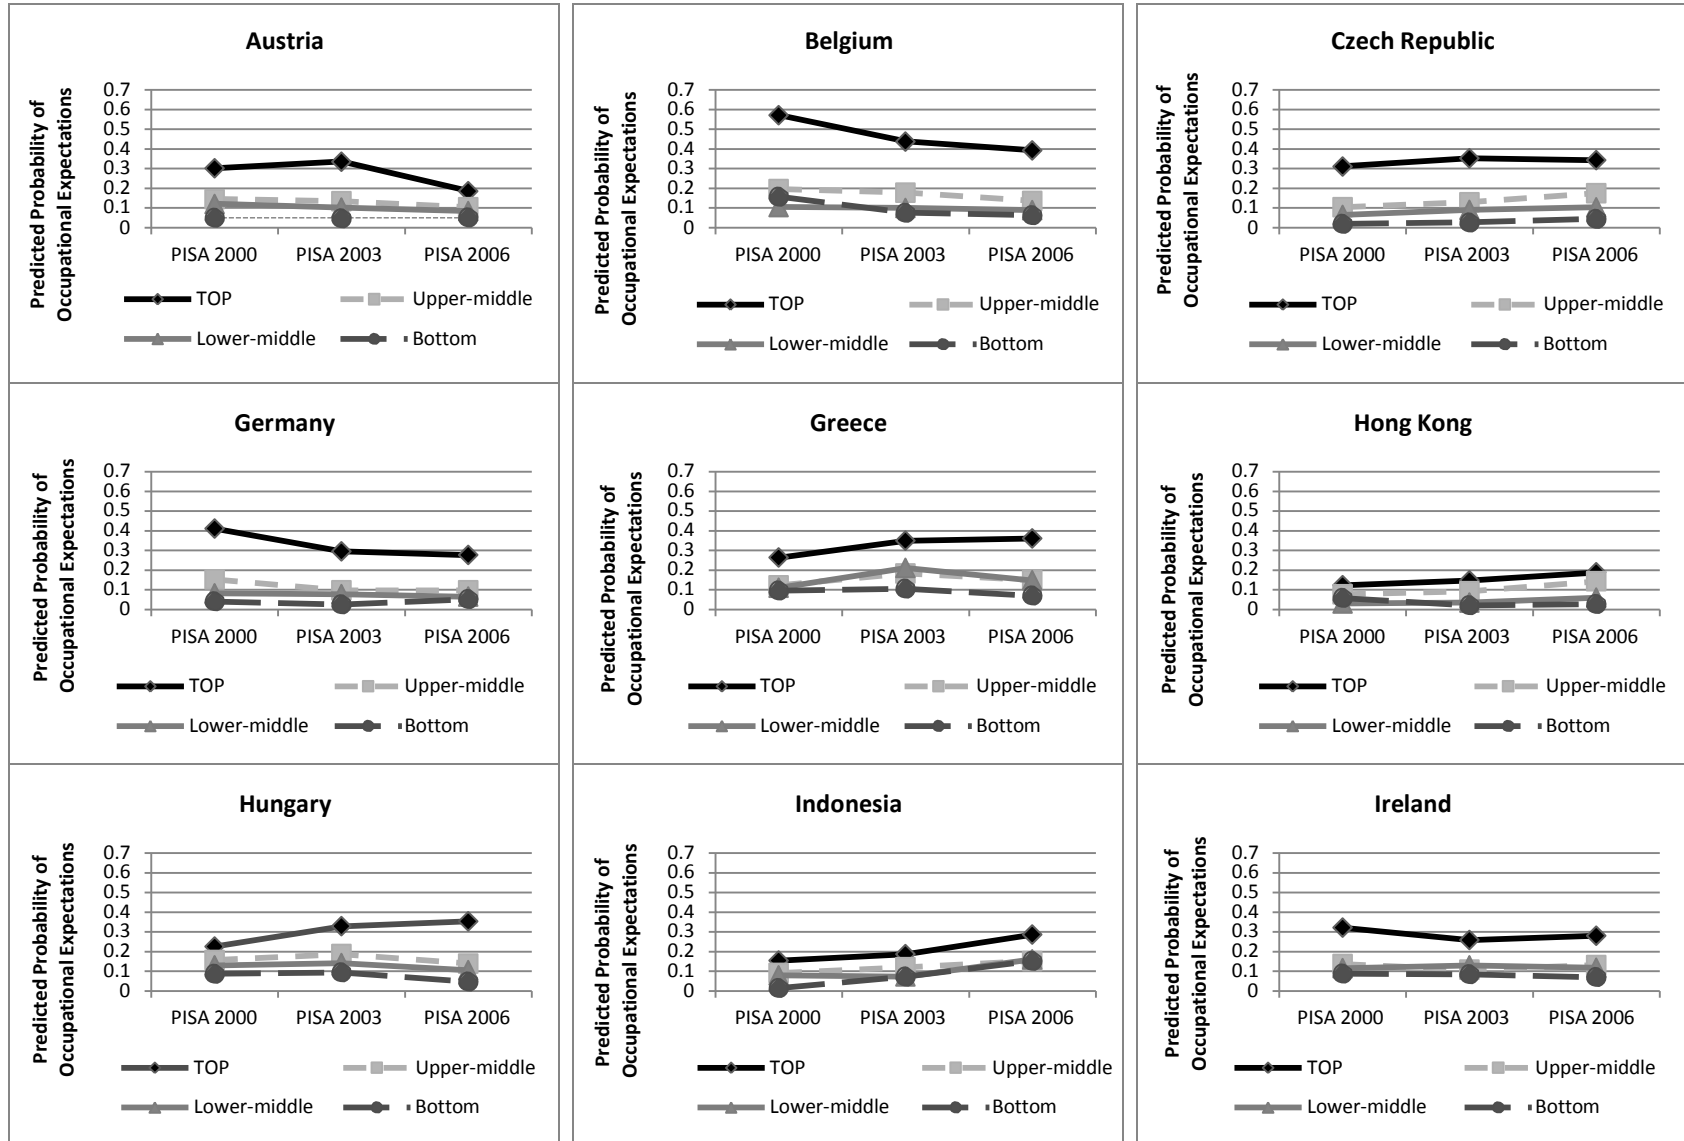 Austria
Predicted Probability of
Occupational Expectations
0.7
0.6
0.5
0.4
0.3
0.2
0.1
0
PISA 2000 PISA 2003 PISA 2006
TOP Upper-middle
Lower-middle Bottom
Belgium
Predicted Probability of
Occupational Expectations
0.7
0.6
0.5
0.4
0.3
0.2
0.1
0
PISA 2000 PISA 2003 PISA 2006
TOP Upper-middle
Lower-middle Bottom
Czech Republic
Predicted Probability of
Occupational Expectations
0.7
0.6
0.5
0.4
0.3
0.2
0.1
0
PISA 2000 PISA 2003 PISA 2006
TOP Upper-middle
Lower-middle Bottom
Germany
Predicted Probability of
Occupational Expectations
0.7
0.6
0.5
0.4
0.3
0.2
0.1
0
PISA 2000 PISA 2003 PISA 2006
TOP Upper-middle
Lower-middle Bottom
Greece
Predicted Probability of
Occupational Expectations
0.7
0.6
0.5
0.4
0.3
0.2
0.1
0
PISA 2000 PISA 2003 PISA 2006
TOP Upper-middle
Lower-middle Bottom
Hong Kong
Predicted Probability of
Occupational Expectations
0.7
0.6
0.5
0.4
0.3
0.2
0.1
0
PISA 2000 PISA 2003 PISA 2006
TOP Upper-middle
Lower-middle Bottom
Hungary
Predicted Probability of
Occupational Expectations
0.7
0.6
0.5
0.4
0.3
0.2
0.1
0
PISA 2000 PISA 2003 PISA 2006
TOP Upper-middle
Lower-middle Bottom
Indonesia
Predicted Probability of
Occupational Expectations
0.7
0.6
0.5
0.4
0.3
0.2
0.1
0
PISA 2000 PISA 2003 PISA 2006
TOP Upper-middle
Lower-middle Bottom
Ireland
Predicted Probability of
Occupational Expectations
0.7
0.6
0.5
0.4
0.3
0.2
0.1
0
PISA 2000 PISA 2003 PISA 2006
TOP Upper-middle
Lower-middle Bottom